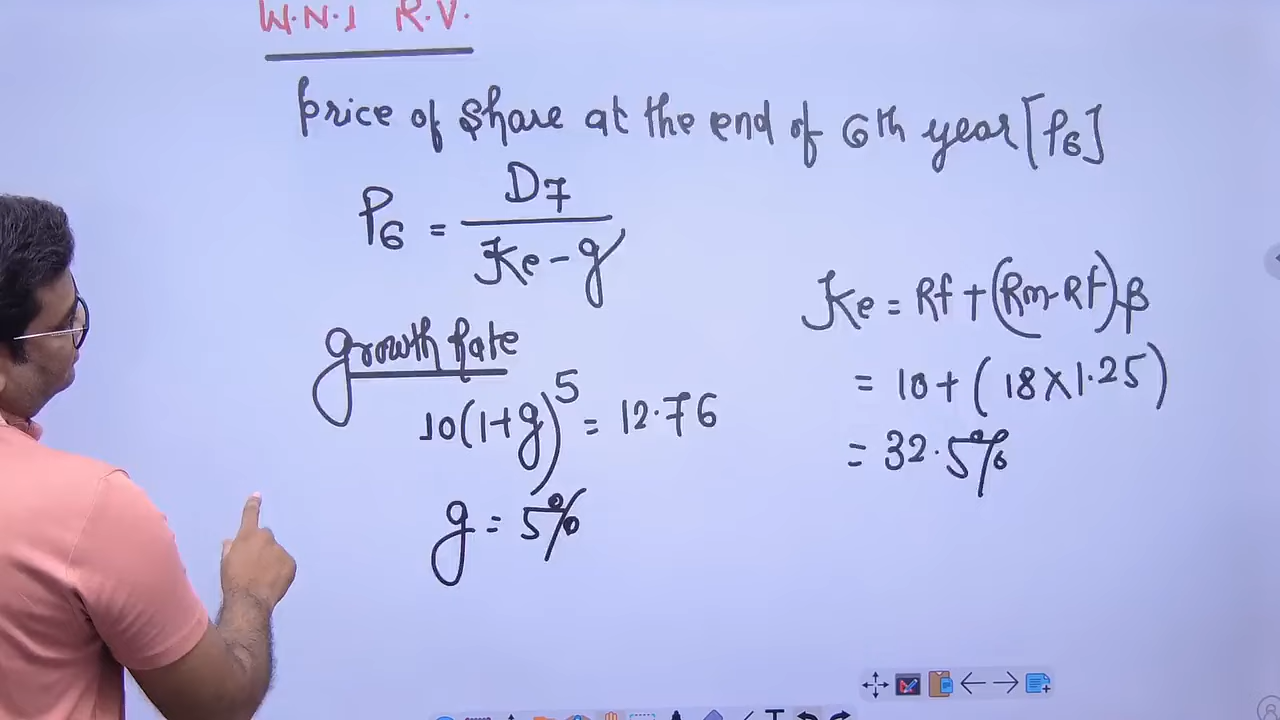 W.N.1 R.V.
Price of Share at the end of 6th year [P6]
P6 = D7 / Ke - g
Ke = Rf + (Rm-Rf)β
= 10 + (18 x 1.25)
= 32.5%
growth Rate
10(1+g)^5 = 12.76
g = 5%